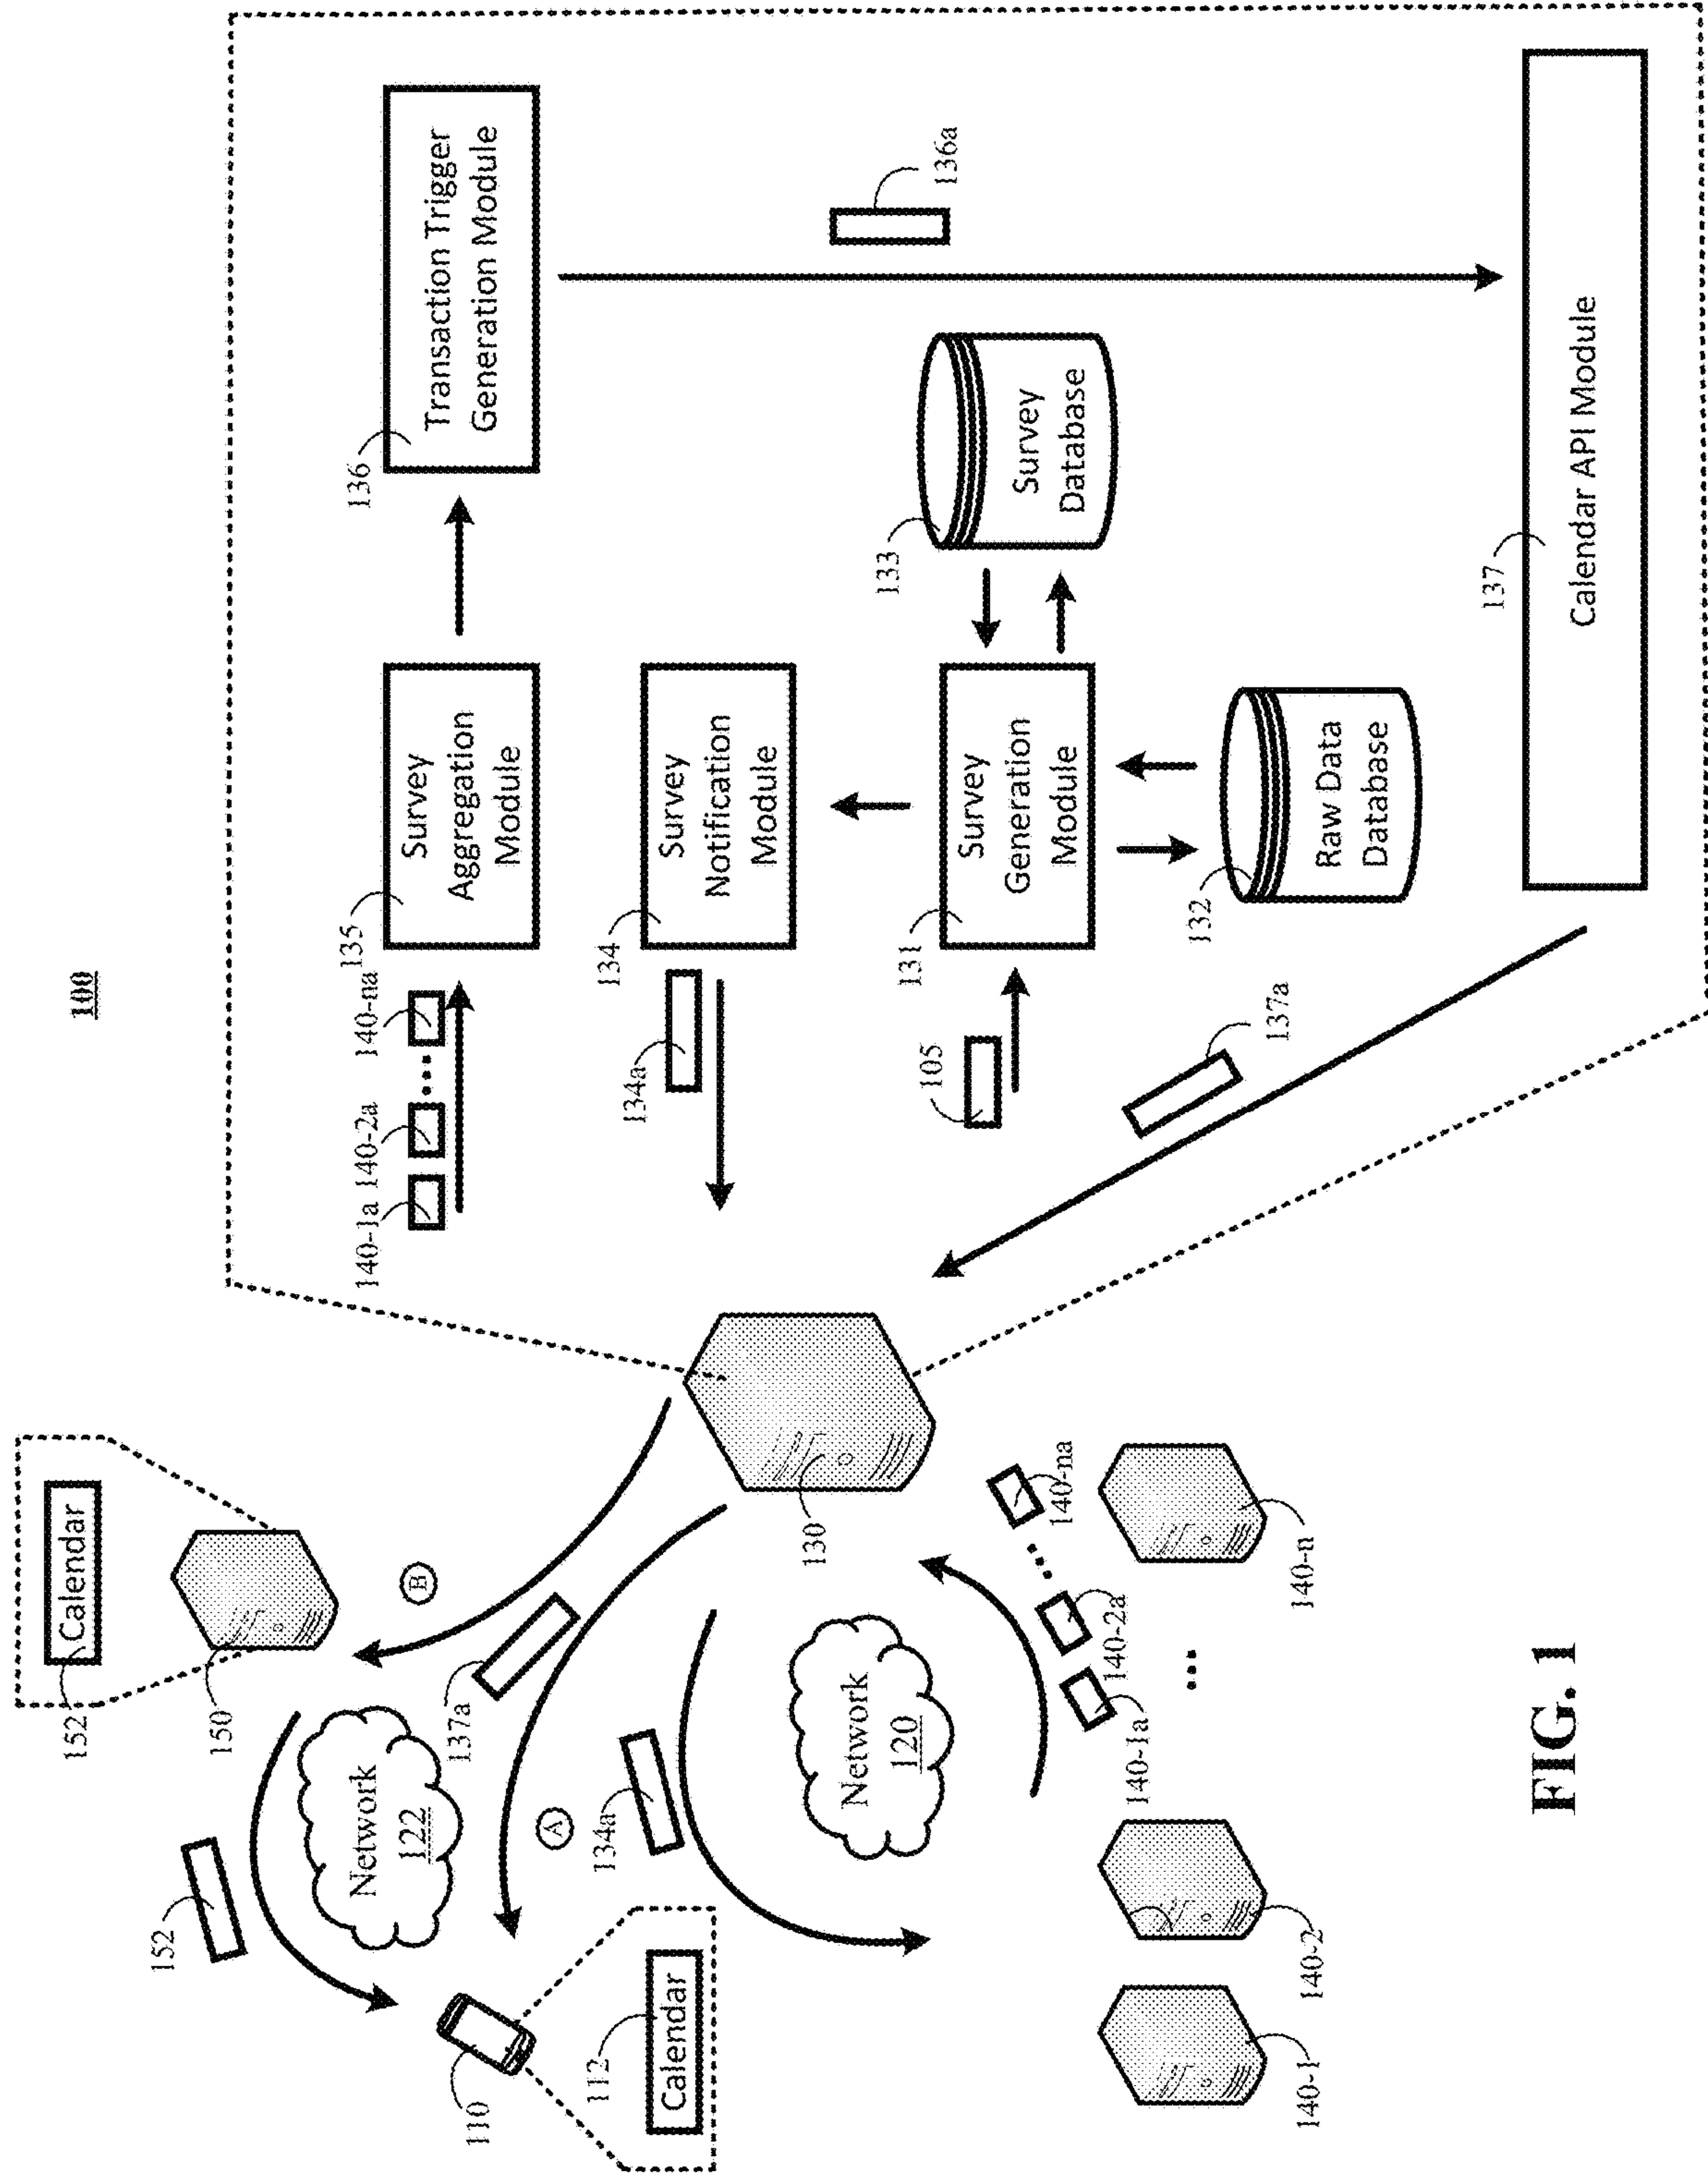 100
152
Calendar
150
B
152
Network
122
137a
A
110
112
Calendar
134a
Network
120
130
140-1a
140-2a
...
140-na
140-1
140-2
...
140-n
140-1a
140-2a
...
140-na
135
Survey
Aggregation
Module
136
Transaction Trigger
Generation Module
134a
134
Survey
Notification
Module
136a
105
131
Survey
Generation
Module
133
Survey
Database
132
Raw Data
Database
137a
137
Calendar API Module
FIG. 1